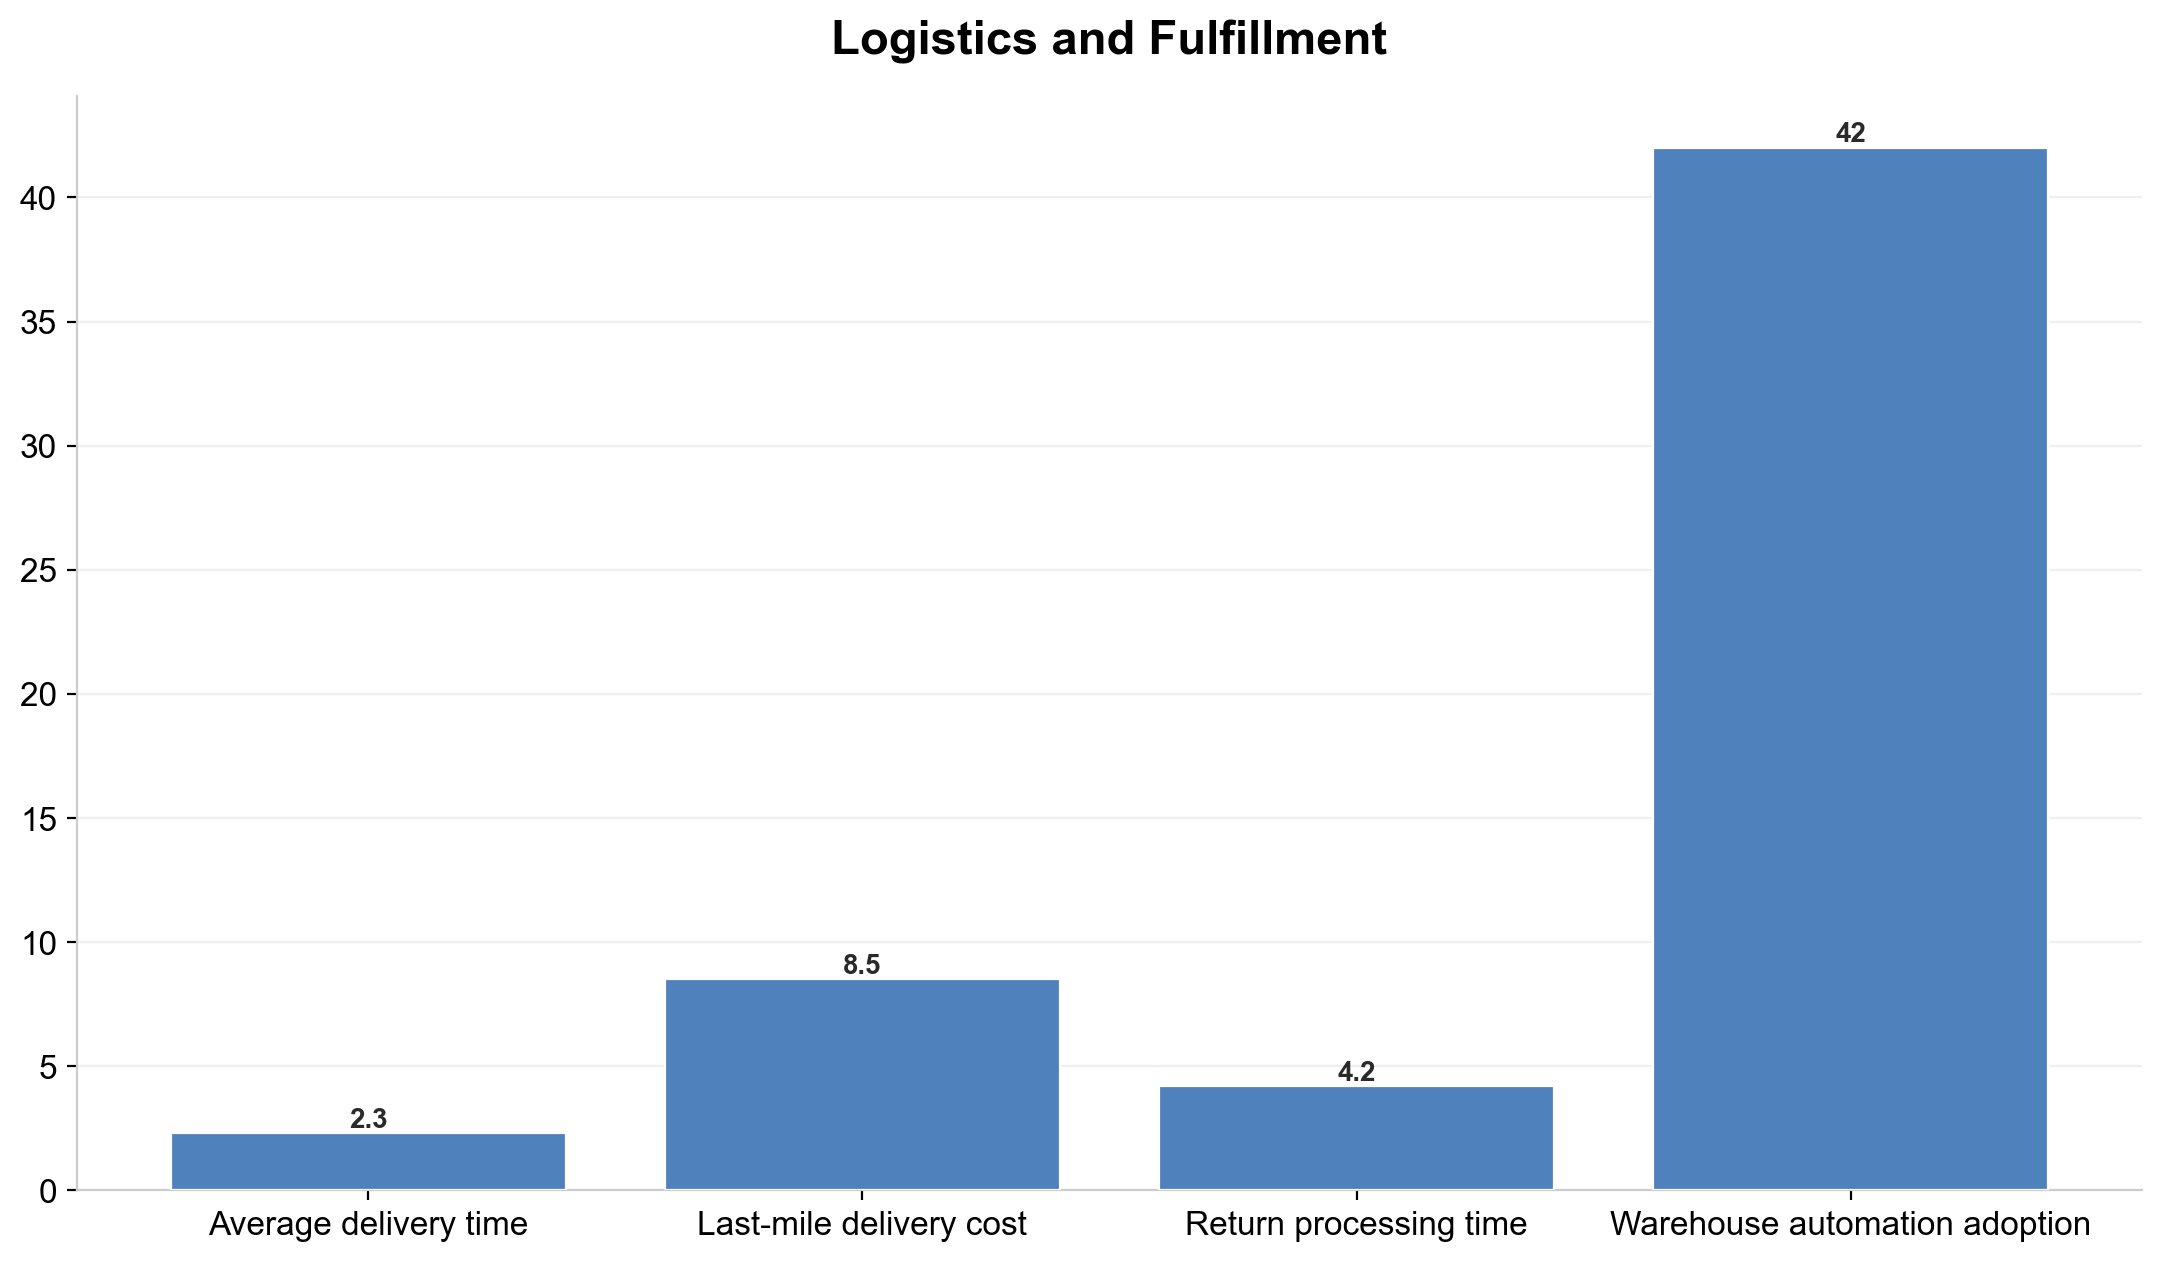 Logistics and Fulfillment
42
40
35
30
25
20
15
10
8.5
5
4.2
2.3
0
Average delivery time
Last-mile delivery cost
Return processing time
Warehouse automation adoption